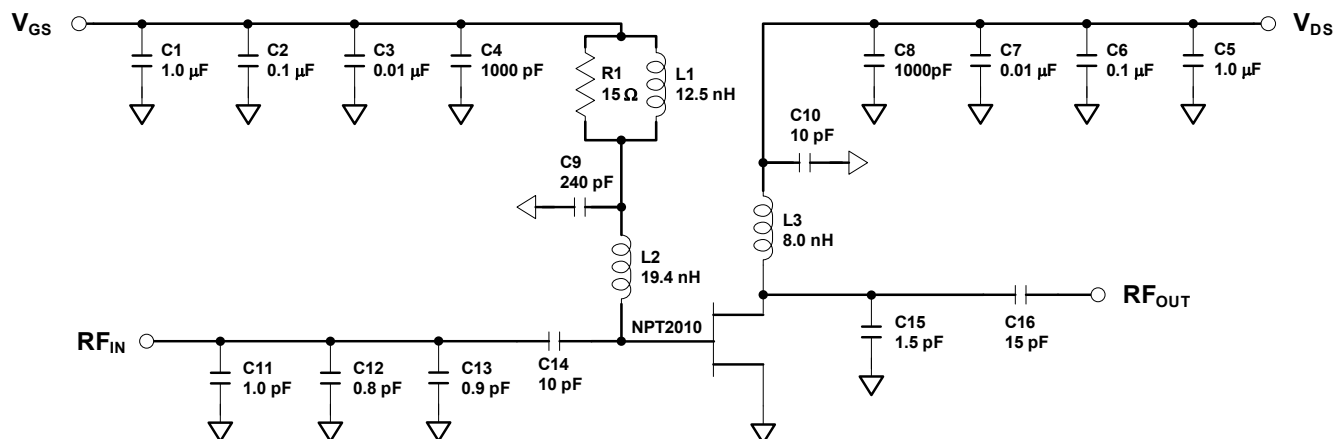 VGS
C1
1.0 μF
C2
0.1 μF
C3
0.01 μF
C4
1000 pF
R1
15 Ω
L1
12.5 nH
C8
1000pF
C7
0.01 μF
C6
0.1 μF
C5
1.0 μF
VDS
C10
10 pF
C9
240 pF
L3
8.0 nH
L2
19.4 nH
RFIN
C11
1.0 pF
C12
0.8 pF
C13
0.9 pF
C14
10 pF
NPT2010
C15
1.5 pF
C16
15 pF
RFOUT